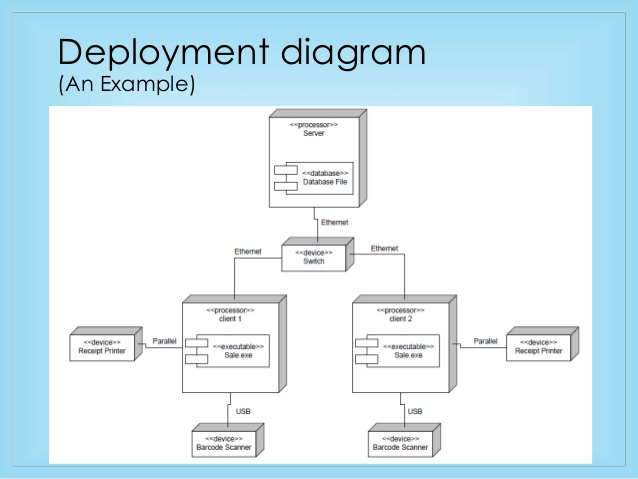 Deployment diagram
(An Example)
<<processor>>
Server
<<database>>
Database File
Ethernet
Ethernet
<<device>>
Switch
Ethernet
<<processor>>
client 1
<<executable>>
Sale.exe
<<processor>>
client 2
<<executable>>
Sale.exe
<<device>>
Receipt Printer
Parallel
Parallel
<<device>>
Receipt Printer
USB
USB
<<device>>
Barcode Scanner
<<device>>
Barcode Scanner